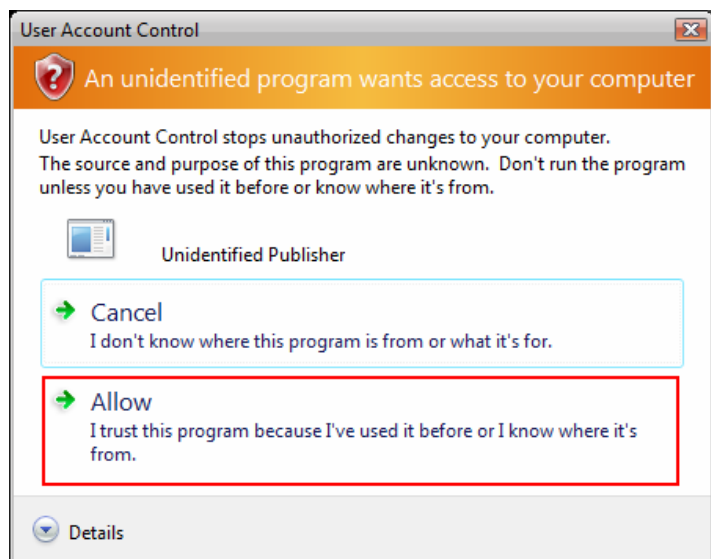 User Account Control
An unidentified program wants access to your computer
User Account Control stops unauthorized changes to your computer.
The source and purpose of this program are unknown.  Don't run the program
unless you have used it before or know where it's from.
Unidentified Publisher
Cancel
I don't know where this program is from or what it's for.
Allow
I trust this program because I've used it before or I know where it's
from.
Details